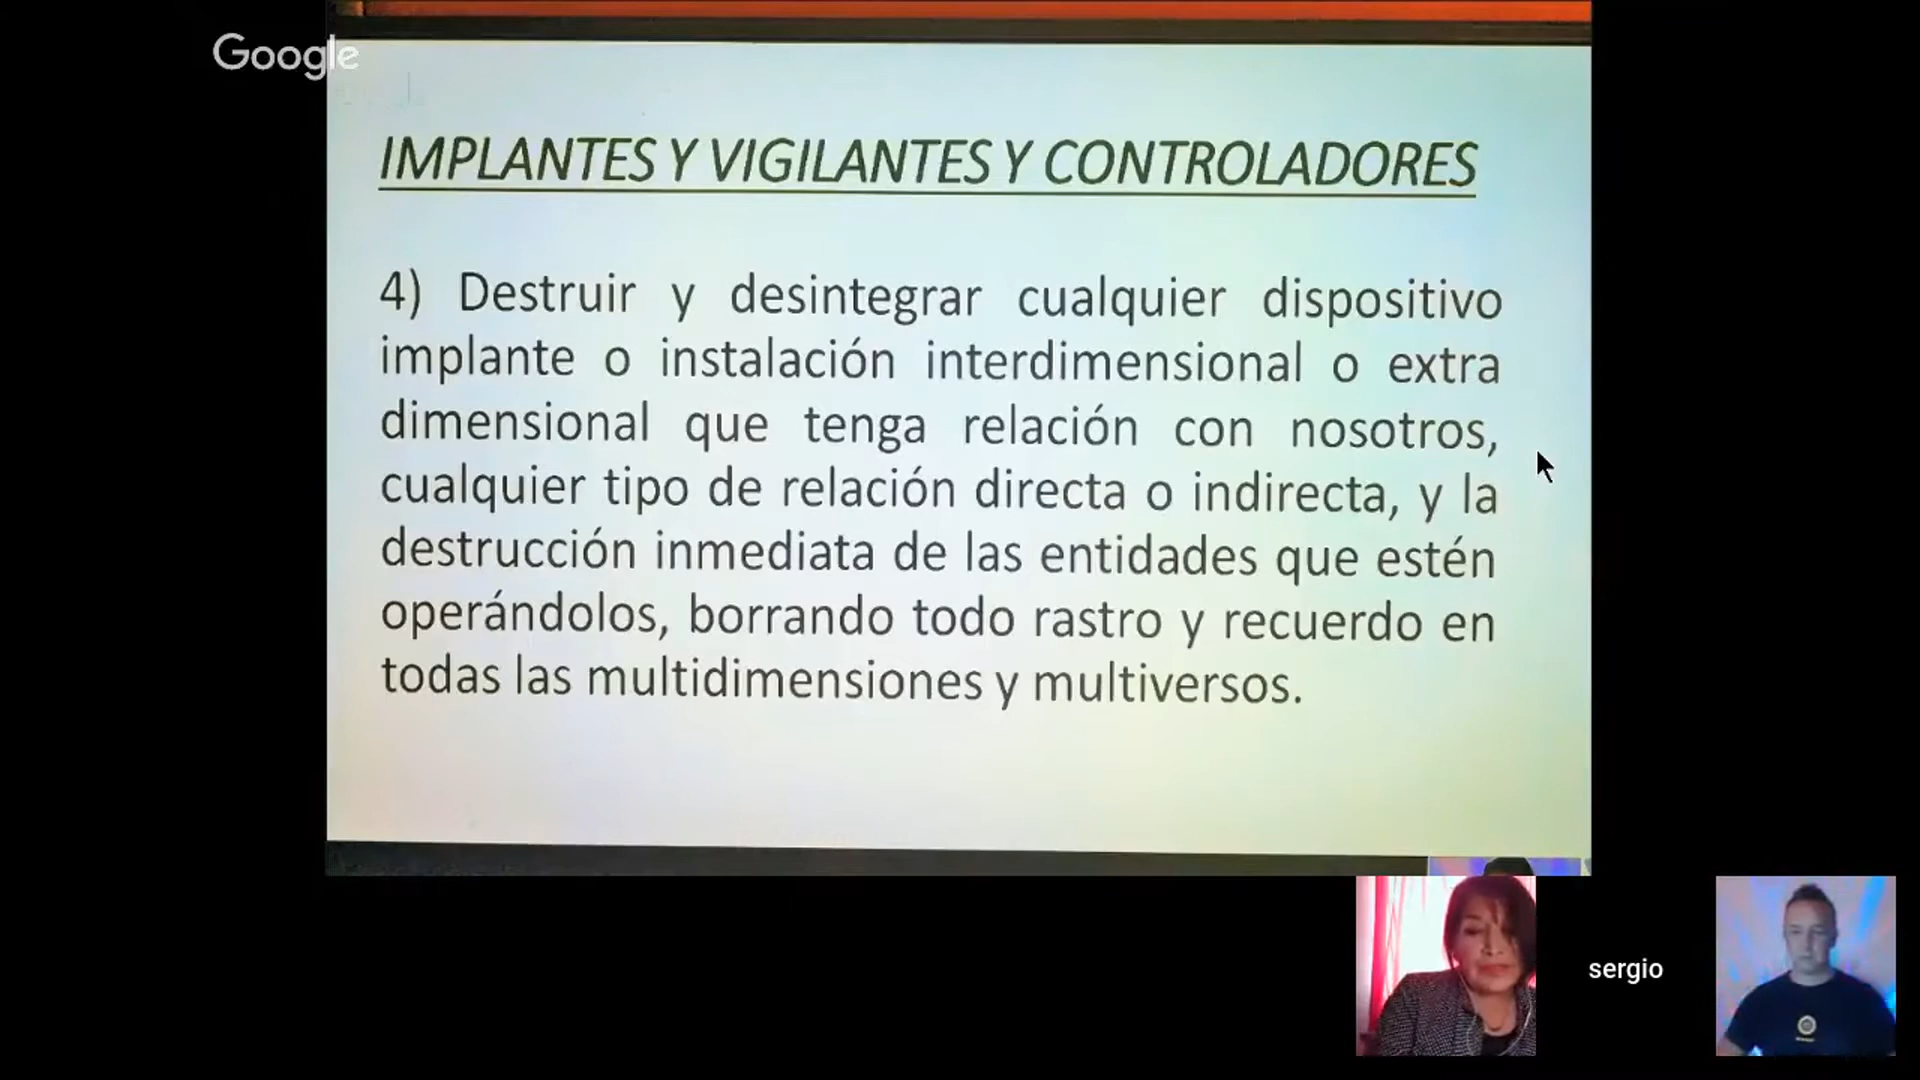 Google
IMPLANTES Y VIGILANTES Y CONTROLADORES
4) Destruir y desintegrar cualquier dispositivo
implante o instalación interdimensional o extra
dimensional que tenga relación con nosotros,
cualquier tipo de relación directa o indirecta, y la
destrucción inmediata de las entidades que estén
operándolos, borrando todo rastro y recuerdo en
todas las multidimensiones y multiversos.
sergio